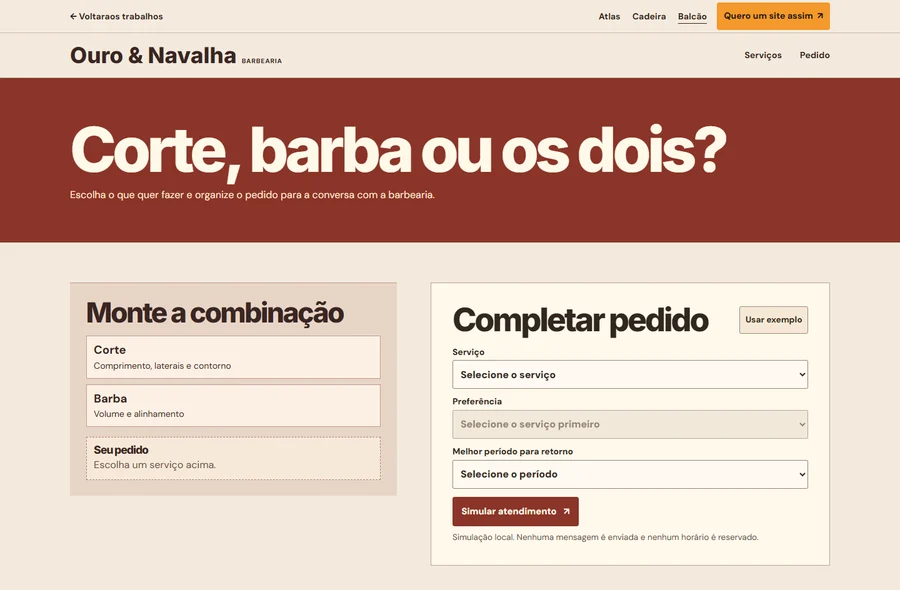 ← Voltaraos trabalhos
Atlas Cadeira Balcão Quero um site assim ↗
Ouro & Navalha BARBEARIA
Serviços Pedido
Corte, barba ou os dois?
Escolha o que quer fazer e organize o pedido para a conversa com a barbearia.
Monte a combinação
Corte
Comprimento, laterais e contorno
Barba
Volume e alinhamento
Seu pedido
Escolha um serviço acima.
Completar pedido
Usar exemplo
Serviço
Selecione o serviço
Preferência
Selecione o serviço primeiro
Melhor período para retorno
Selecione o período
Simular atendimento ↗
Simulação local. Nenhuma mensagem é enviada e nenhum horário é reservado.